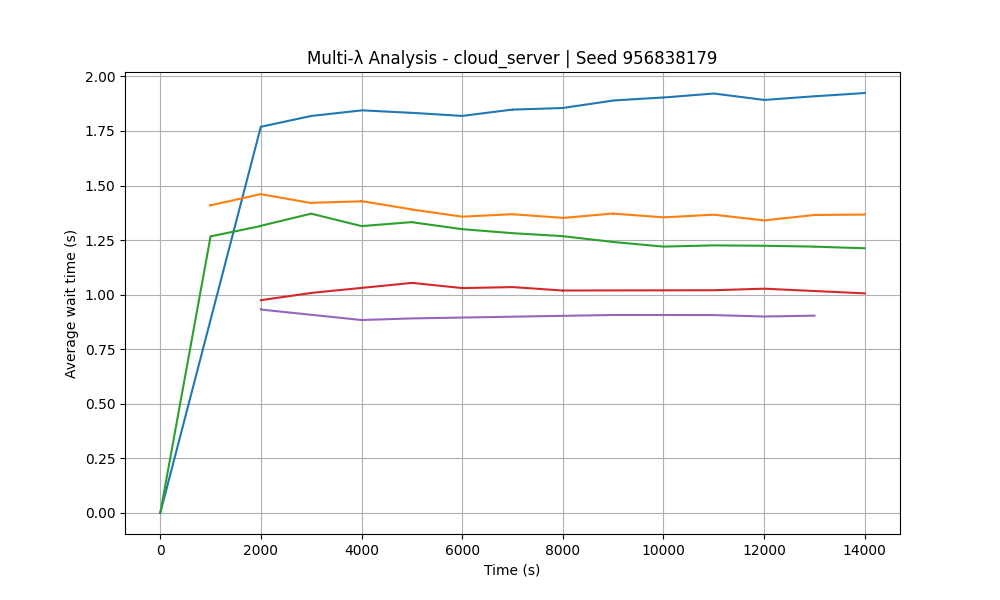 Multi-λ Analysis - cloud_server | Seed 956838179
2.00
1.75
1.50
1.25
1.00
0.75
0.50
0.25
0.00
Average wait time (s)
0 2000 4000 6000 8000 10000 12000 14000
Time (s)